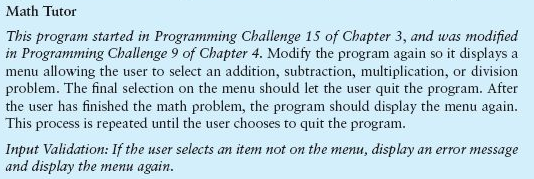 Math Tutor
This program started in Programming Challenge 15 of Chapter 3, and was modified
in Programming Challenge 9 of Chapter 4. Modify the program again so it displays a
menu allowing the user to select an addition, subtraction, multiplication, or division
problem. The final selection on the menu should let the user quit the program. After
the user has finished the math problem, the program should display the menu again.
This process is repeated until the user chooses to quit the program.
Input Validation: If the user selects an item not on the menu, display an error message
and display the menu again.